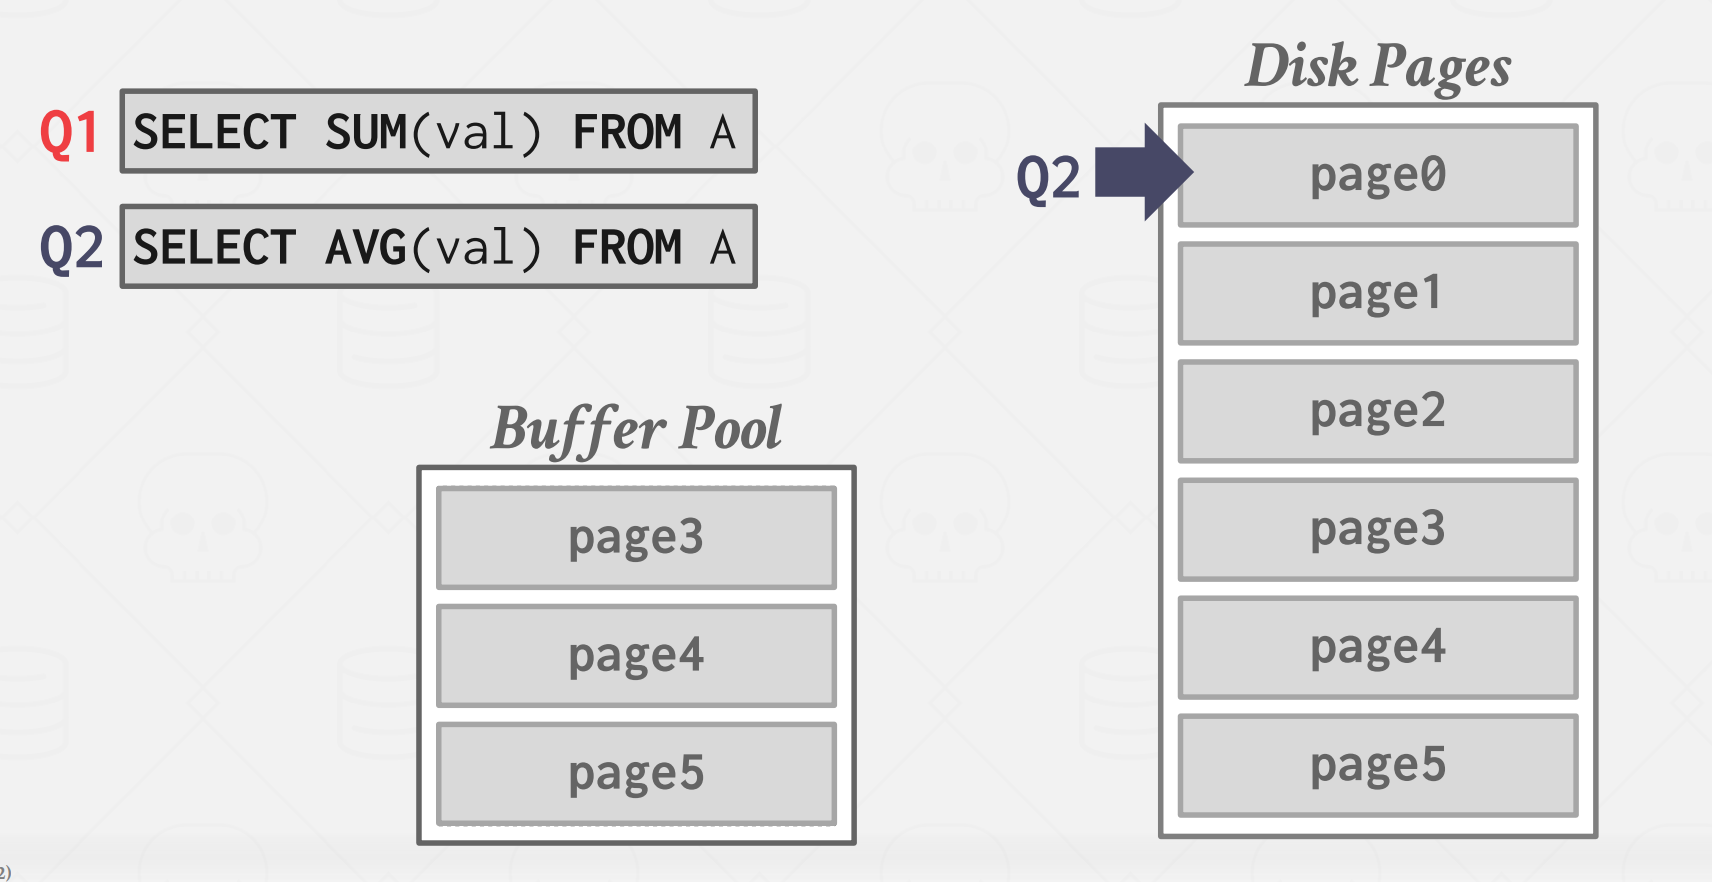 Q1 SELECT SUM(val) FROM A
Q2 SELECT AVG(val) FROM A
Buffer Pool
page3
page4
page5
Disk Pages
Q2
page0
page1
page2
page3
page4
page5
2)